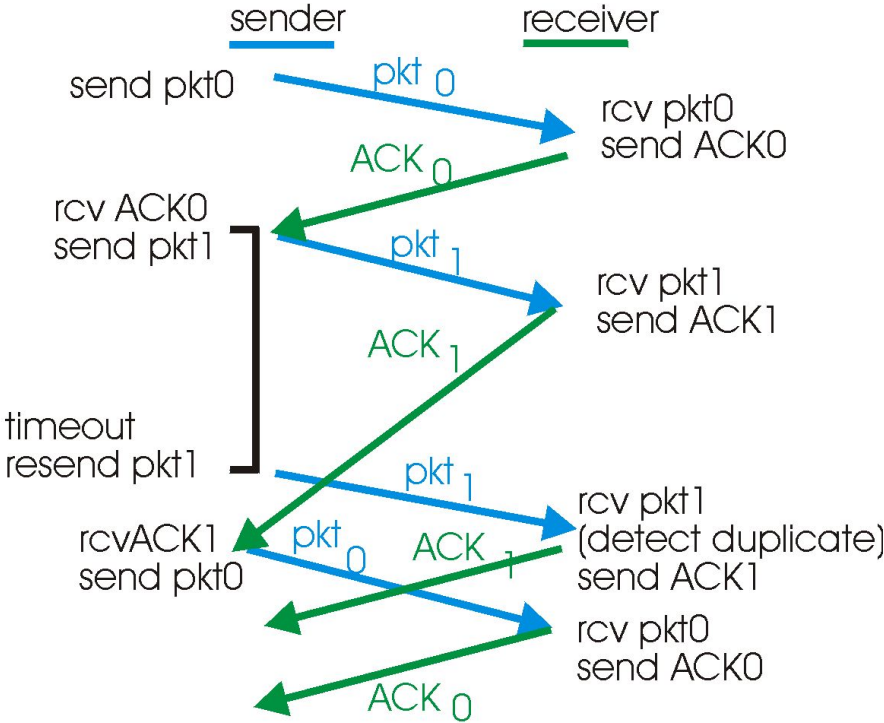 sender
receiver
send pkt0
pkt 0
rcv pkt0
send ACK0
ACK 0
rcv ACK0
send pkt1
pkt 1
rcv pkt1
send ACK1
ACK 1
timeout
resend pkt1
pkt 1
rcv pkt1
(detect duplicate)
send ACK1
rcvACK1
send pkt0
pkt 0
ACK 1
rcv pkt0
send ACK0
ACK 0